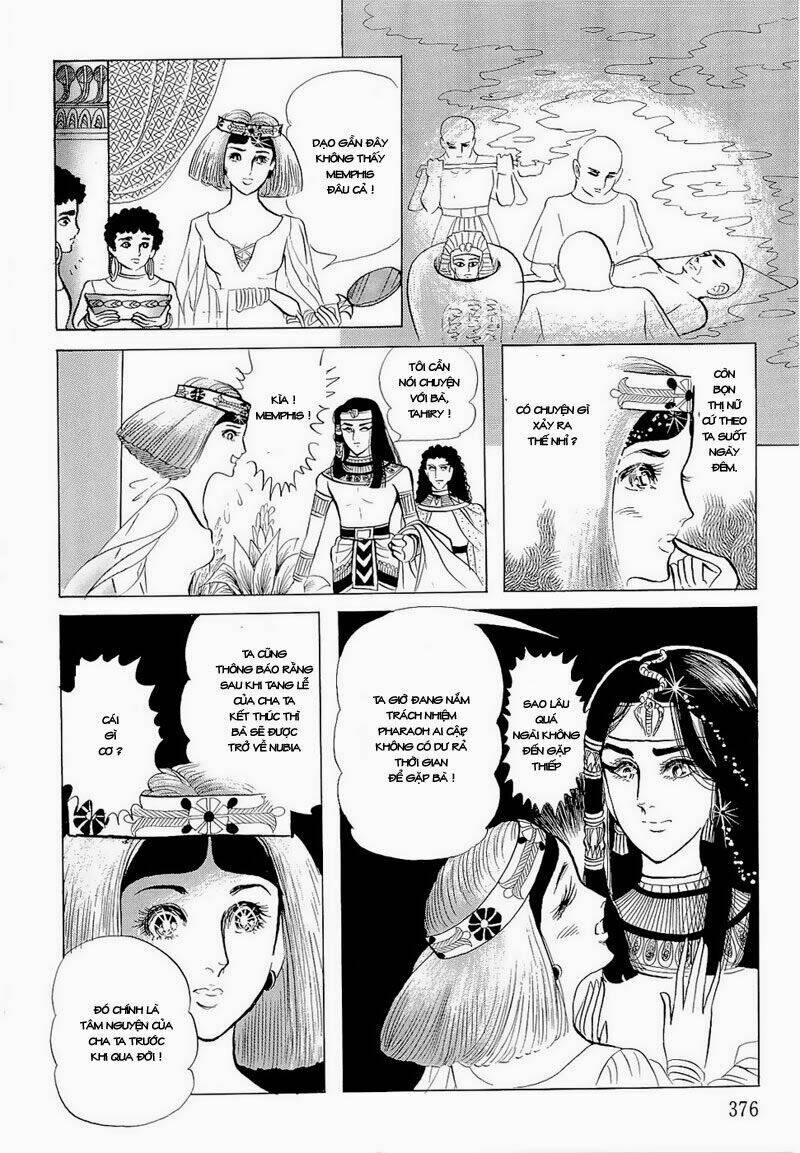 DẠO GẦN ĐÂY
KHÔNG THẤY
MEMPHIS
ĐÂU CẢ !
KÌA !
MEMPHIS !
TÔI CẦN
NÓI CHUYỆN
VỚI BÀ,
TAHIRY !
CÓ CHUYỆN GÌ
XẢY RA
THẾ NHỈ ?
CÒN
BỌN
THỊ NỮ
CỨ THEO
TA SUỐT
NGÀY
ĐÊM.
CÁI
GÌ
CƠ ?
TA CŨNG
THÔNG BÁO RẰNG
SAU KHI TANG LỄ
CỦA CHA TA
KẾT THÚC THÌ
BÀ SẼ ĐƯỢC
TRỞ VỀ NUBIA
TA GIỜ ĐANG NẮM
TRÁCH NHIỆM
PHARAOH AI CẬP
KHÔNG CÓ DƯ RẢ
THỜI GIAN
ĐỂ GẶP BÀ !
SAO LÂU
QUÁ
NGÀI KHÔNG
ĐẾN GẶP
THIẾP
ĐÓ CHÍNH LÀ
TÂM NGUYỆN CỦA
CHA TA TRƯỚC
KHI QUA ĐỜI !
376